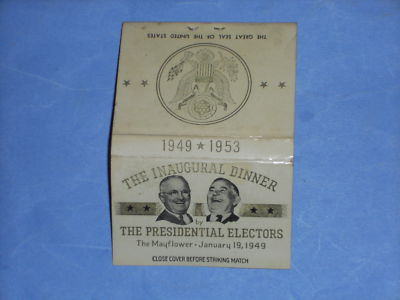 THE GREAT SEAL OF THE UNITED STATES
1949 ★ 1953
THE INAUGURAL DINNER
by
THE PRESIDENTIAL ELECTORS
The Mayflower - January 19, 1949
CLOSE COVER BEFORE STRIKING MATCH